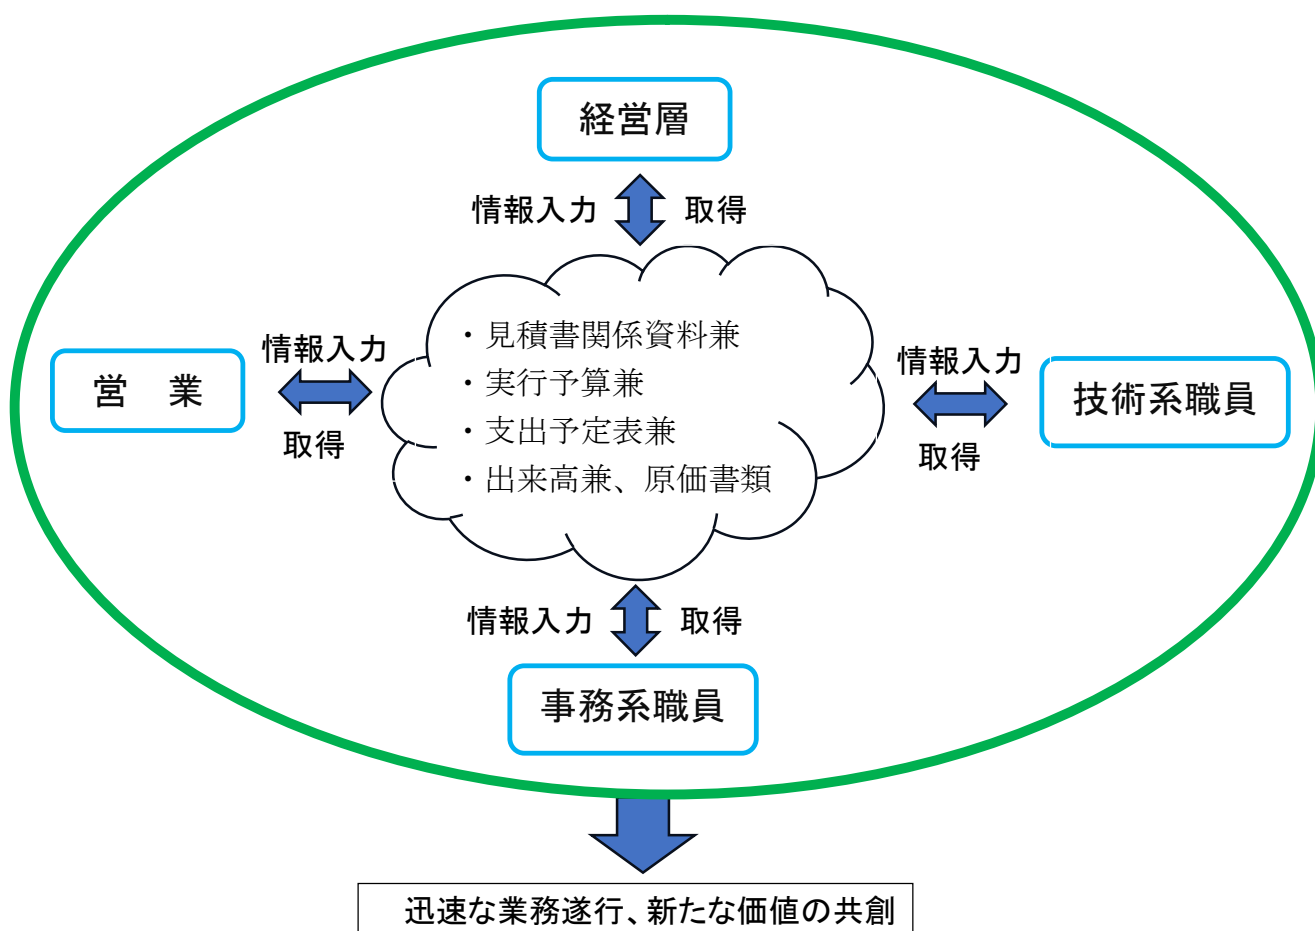 経営層
情報入力 取得
・見積書関係資料兼
・実行予算兼
・支出予定表兼
・出来高兼、原価書類
情報入力
営　業
取得
情報入力
技術系職員
取得
情報入力 取得
事務系職員
迅速な業務遂行、新たな価値の共創